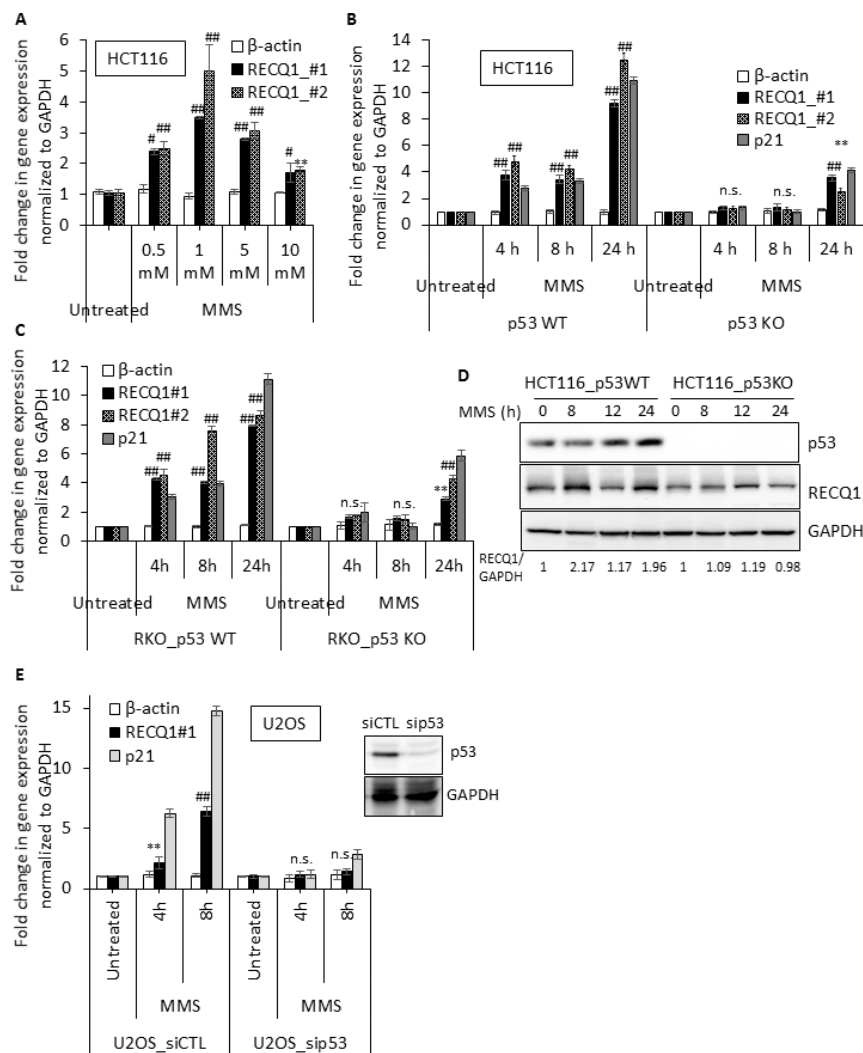 A
Fold change in gene expression
normalized to GAPDH
6
5
4
3
2
1
0
HCT116
β-actin
RECQ1_#1
RECQ1_#2
# ## ## ## ## ## # **
Untreated
0.5 mM
1 mM
5 mM
10 mM
MMS
B
Fold change in gene expression
normalized to GAPDH
14
12
10
8
6
4
2
0
HCT116
β-actin
RECQ1_#1
RECQ1_#2
p21
## ## ## ## ## ## n.s. n.s. ## **
Untreated 4 h 8 h 24 h Untreated 4 h 8 h 24 h
MMS MMS
p53 WT p53 KO
C
Fold change in gene expression
normalized to GAPDH
12
10
8
6
4
2
0
β-actin
RECQ1#1
RECQ1#2
p21
## ## ## ## ## ## n.s. n.s. ** ##
Untreated 4h 8h 24h Untreated 4h 8h 24h
MMS MMS
RKO_p53 WT RKO_p53 KO
D
HCT116_p53WT HCT116_p53KO
MMS (h) 0 8 12 24 0 8 12 24
p53
RECQ1
GAPDH
RECQ1/
GAPDH 1 2.17 1.17 1.96 1 1.09 1.19 0.98
E
Fold change in gene expression
normalized to GAPDH
15
10
5
0
β-actin
RECQ1#1
p21
U2OS
** ## n.s. n.s.
Untreated 4h 8h Untreated 4h 8h
MMS MMS
U2OS_siCTL U2OS_sip53
siCTL sip53
p53
GAPDH